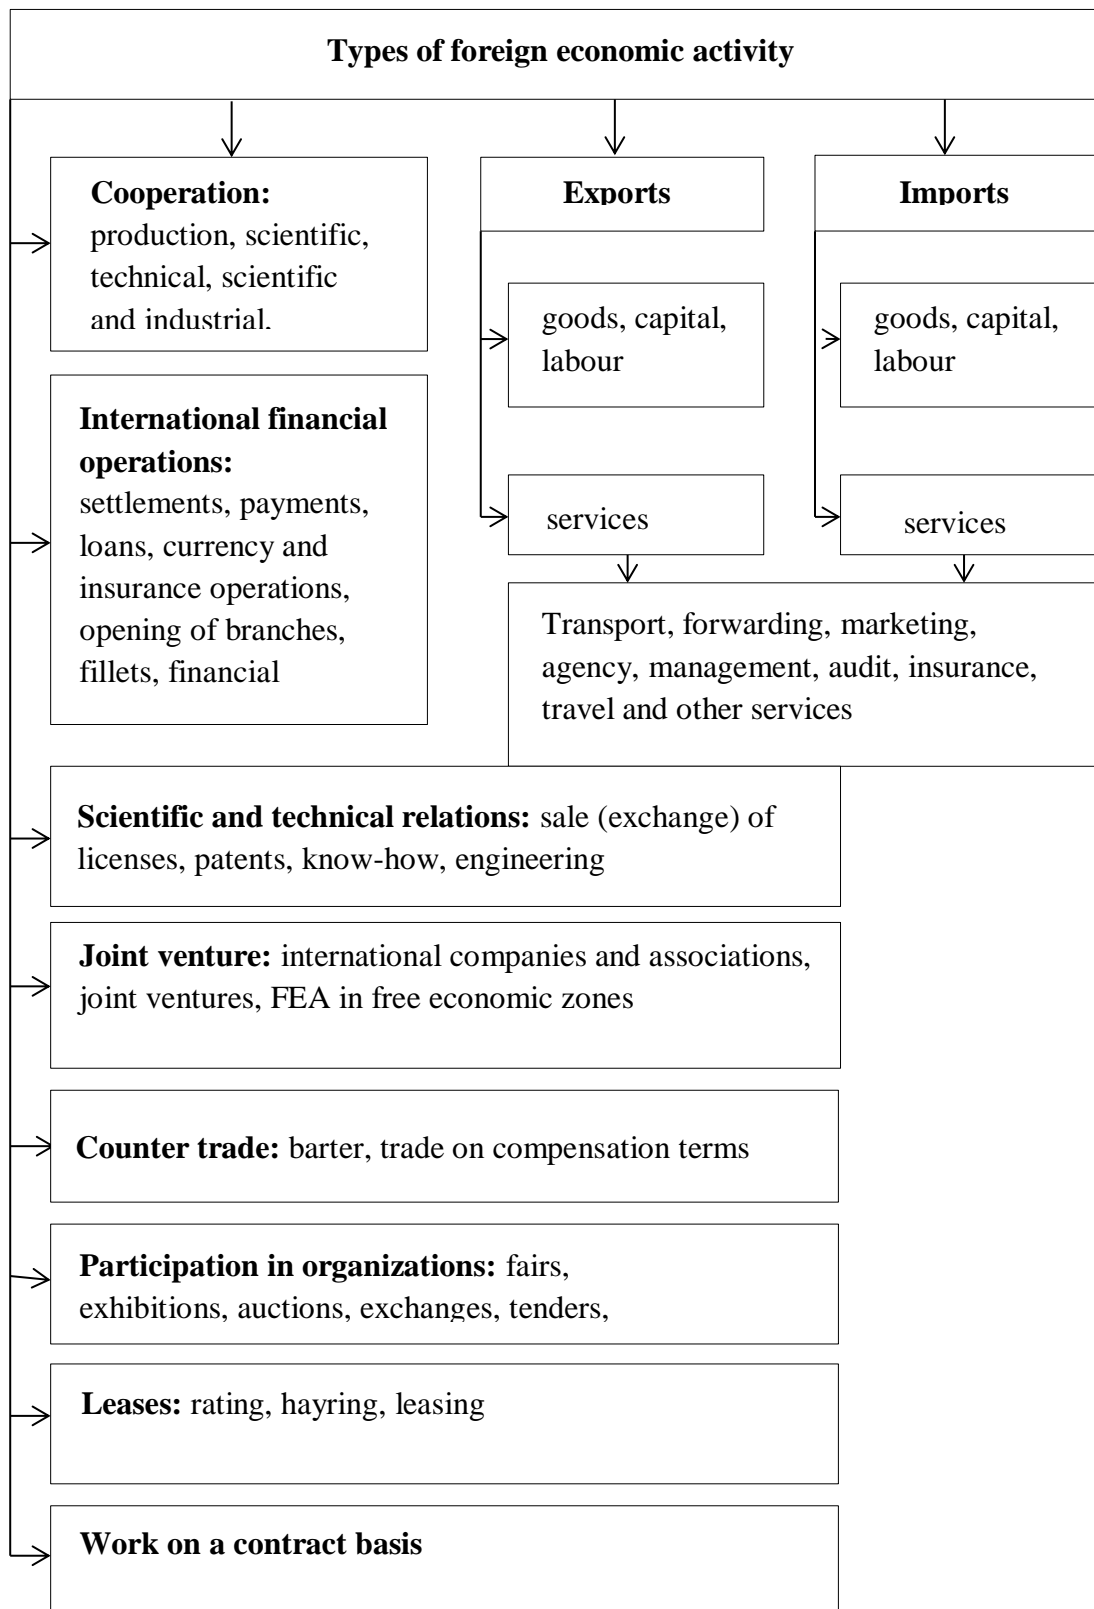 Types of foreign economic activity
Cooperation:
production, scientific,
technical, scientific
and industrial,
Exports
Imports
goods, capital,
labour
goods, capital,
labour
International financial
operations:
settlements, payments,
loans, currency and
insurance operations,
opening of branches,
fillets, financial
services
services
Transport, forwarding, marketing,
agency, management, audit, insurance,
travel and other services
Scientific and technical relations: sale (exchange) of
licenses, patents, know-how, engineering
Joint venture: international companies and associations,
joint ventures, FEA in free economic zones
Counter trade: barter, trade on compensation terms
Participation in organizations: fairs,
exhibitions, auctions, exchanges, tenders,
Leases: rating, hayring, leasing
Work on a contract basis